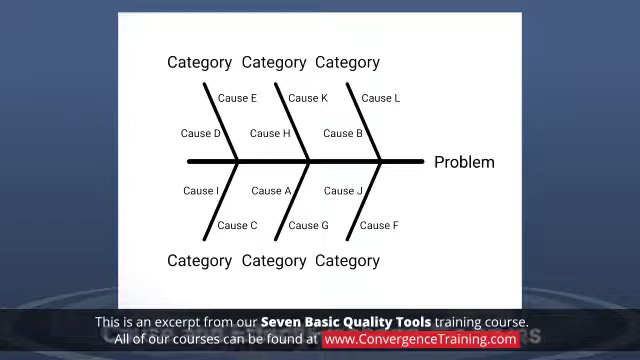 Category Category Category
Cause E Cause K Cause L
Cause D Cause H Cause B
Problem
Cause I Cause A Cause J
Cause C Cause G Cause F
Category Category Category
This is an excerpt from our Seven Basic Quality Tools training course.
All of our courses can be found at www.ConvergenceTraining.com